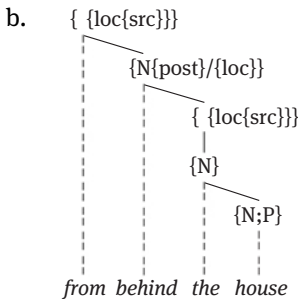 b. { {loc{src}}}
{N{post}/{loc}}
{ {loc{src}}}
{N}
{N;P}
from behind the house